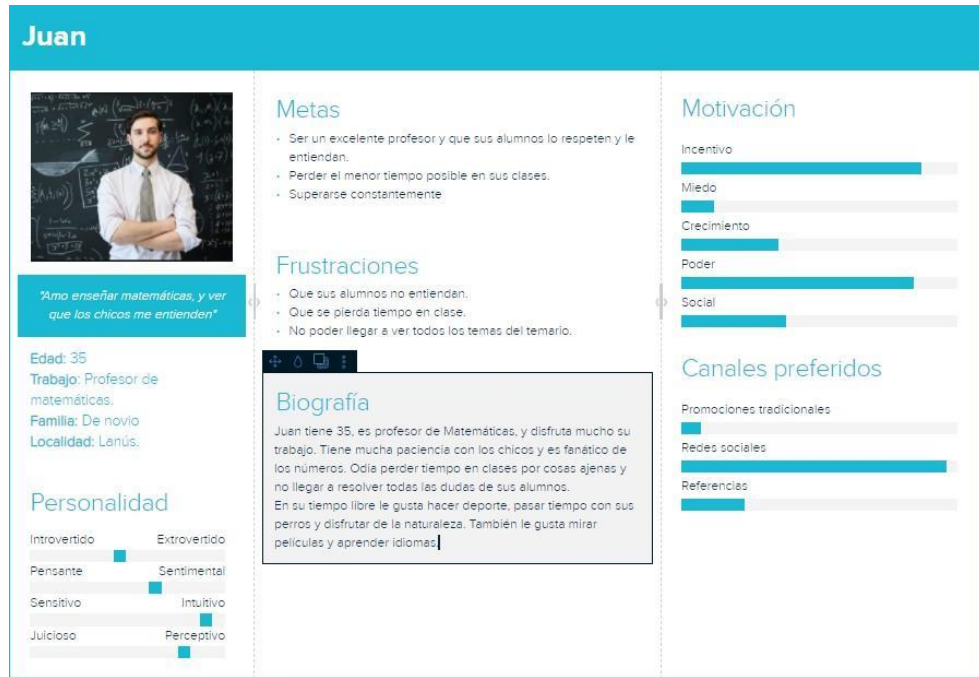 Juan
"Amo enseñar matemáticas, y ver
que los chicos me entienden"
Edad: 35
Trabajo: Profesor de
matemáticas.
Familia: De novio
Localidad: Lanús.
Personalidad
Introvertido Extrovertido
Pensante Sentimental
Sensitivo Intuitivo
Juicioso Perceptivo
Metas
· Ser un excelente profesor y que sus alumnos lo respeten y le
entiendan.
· Perder el menor tiempo posible en sus clases.
· Superarse constantemente
Frustraciones
· Que sus alumnos no entiendan.
· Que se pierda tiempo en clase.
· No poder llegar a ver todos los temas del temario.
Biografía
Juan tiene 35, es profesor de Matemáticas, y disfruta mucho su
trabajo. Tiene mucha paciencia con los chicos y es fanático de
los números. Odia perder tiempo en clases por cosas ajenas y
no llegar a resolver todas las dudas de sus alumnos.
En su tiempo libre le gusta hacer deporte, pasar tiempo con sus
perros y disfrutar de la naturaleza. También le gusta mirar
películas y aprender idiomas.
Motivación
Incentivo
Miedo
Crecimiento
Poder
Social
Canales preferidos
Promociones tradicionales
Redes sociales
Referencias